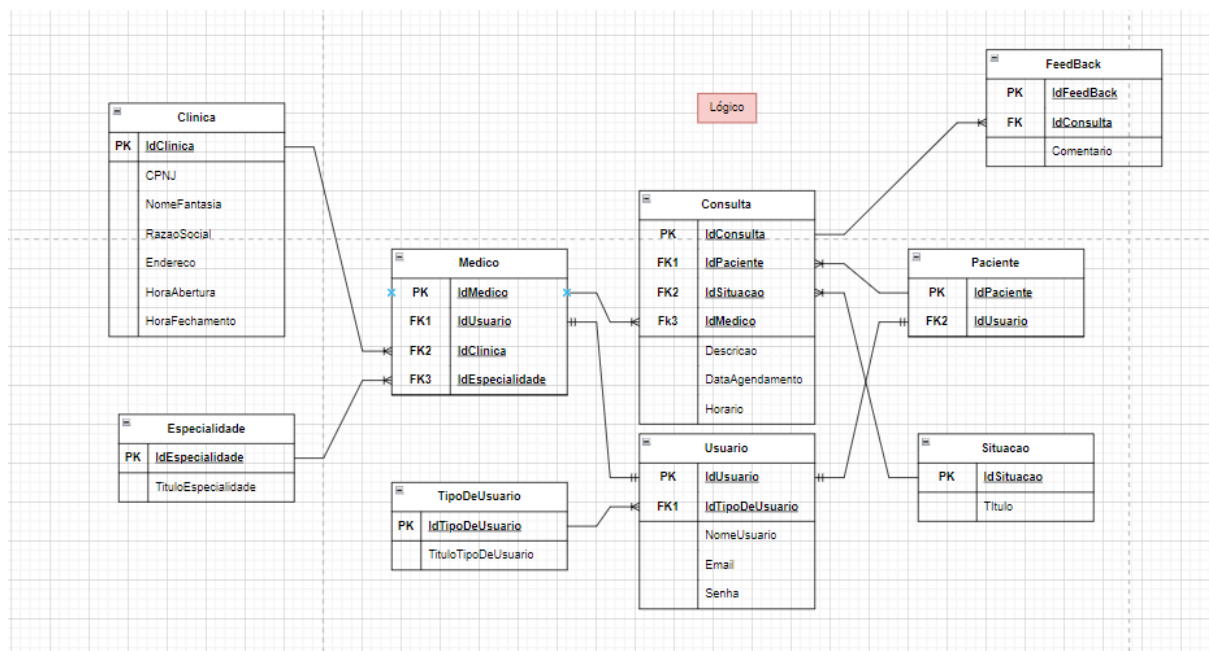 Lógico
FeedBack
PK IdFeedBack
FK IdConsulta
Comentario
Clinica
PK IdClinica
CPNJ
NomeFantasia
RazaoSocial
Endereco
HoraAbertura
HoraFechamento
Consulta
PK IdConsulta
FK1 IdPaciente
FK2 IdSituacao
Fk3 IdMedico
Descricao
DataAgendamento
Horario
Medico
PK IdMedico
FK1 IdUsuario
FK2 IdClinica
FK3 IdEspecialidade
Paciente
PK IdPaciente
FK2 IdUsuario
Especialidade
PK IdEspecialidade
TituloEspecialidade
TipoDeUsuario
PK IdTipoDeUsuario
TituloTipoDeUsuario
Usuario
PK IdUsuario
FK1 IdTipoDeUsuario
NomeUsuario
Email
Senha
Situacao
PK IdSituacao
TItulo